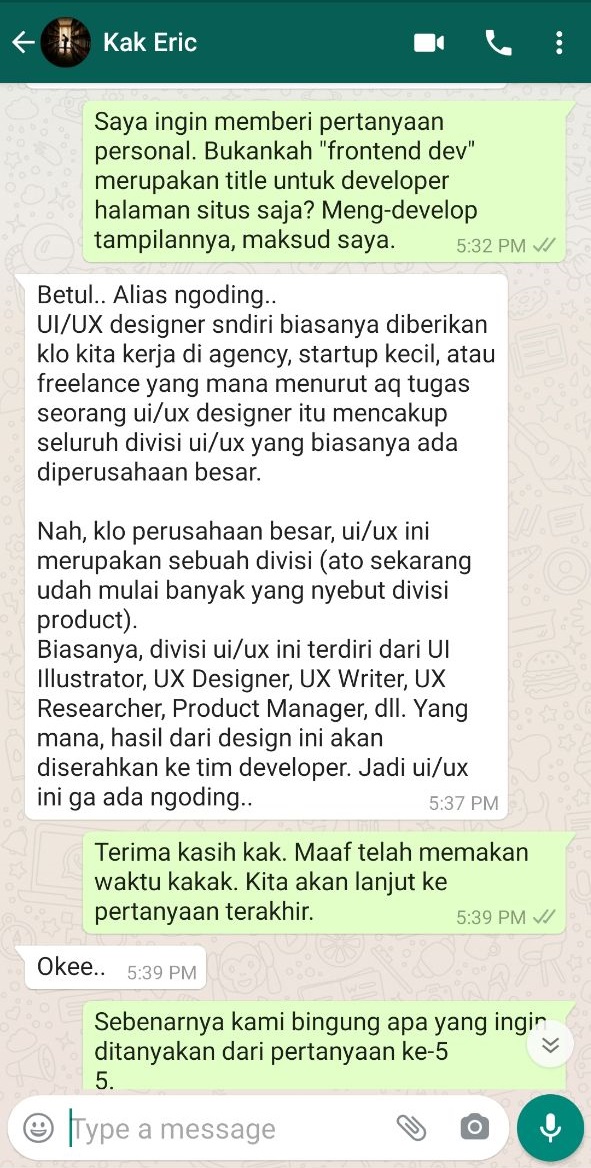 Kak Eric
Saya ingin memberi pertanyaan
personal. Bukankah "frontend dev"
merupakan title untuk developer
halaman situs saja? Meng-develop
tampilannya, maksud saya.
5:32 PM
Betul.. Alias ngoding..
UI/UX designer sndiri biasanya diberikan
klo kita kerja di agency, startup kecil, atau
freelance yang mana menurut aq tugas
seorang ui/ux designer itu mencakup
seluruh divisi ui/ux yang biasanya ada
diperusahaan besar.
Nah, klo perusahaan besar, ui/ux ini
merupakan sebuah divisi (ato sekarang
udah mulai banyak yang nyebut divisi
product).
Biasanya, divisi ui/ux ini terdiri dari UI
Illustrator, UX Designer, UX Writer, UX
Researcher, Product Manager, dll. Yang
mana, hasil dari design ini akan
diserahkan ke tim developer. Jadi ui/ux
ini ga ada ngoding..
5:37 PM
Terima kasih kak. Maaf telah memakan
waktu kakak. Kita akan lanjut ke
pertanyaan terakhir.
5:39 PM
Okee..
5:39 PM
Sebenarnya kami bingung apa yang ingin
ditanyakan dari pertanyaan ke-5
5.
Type a message